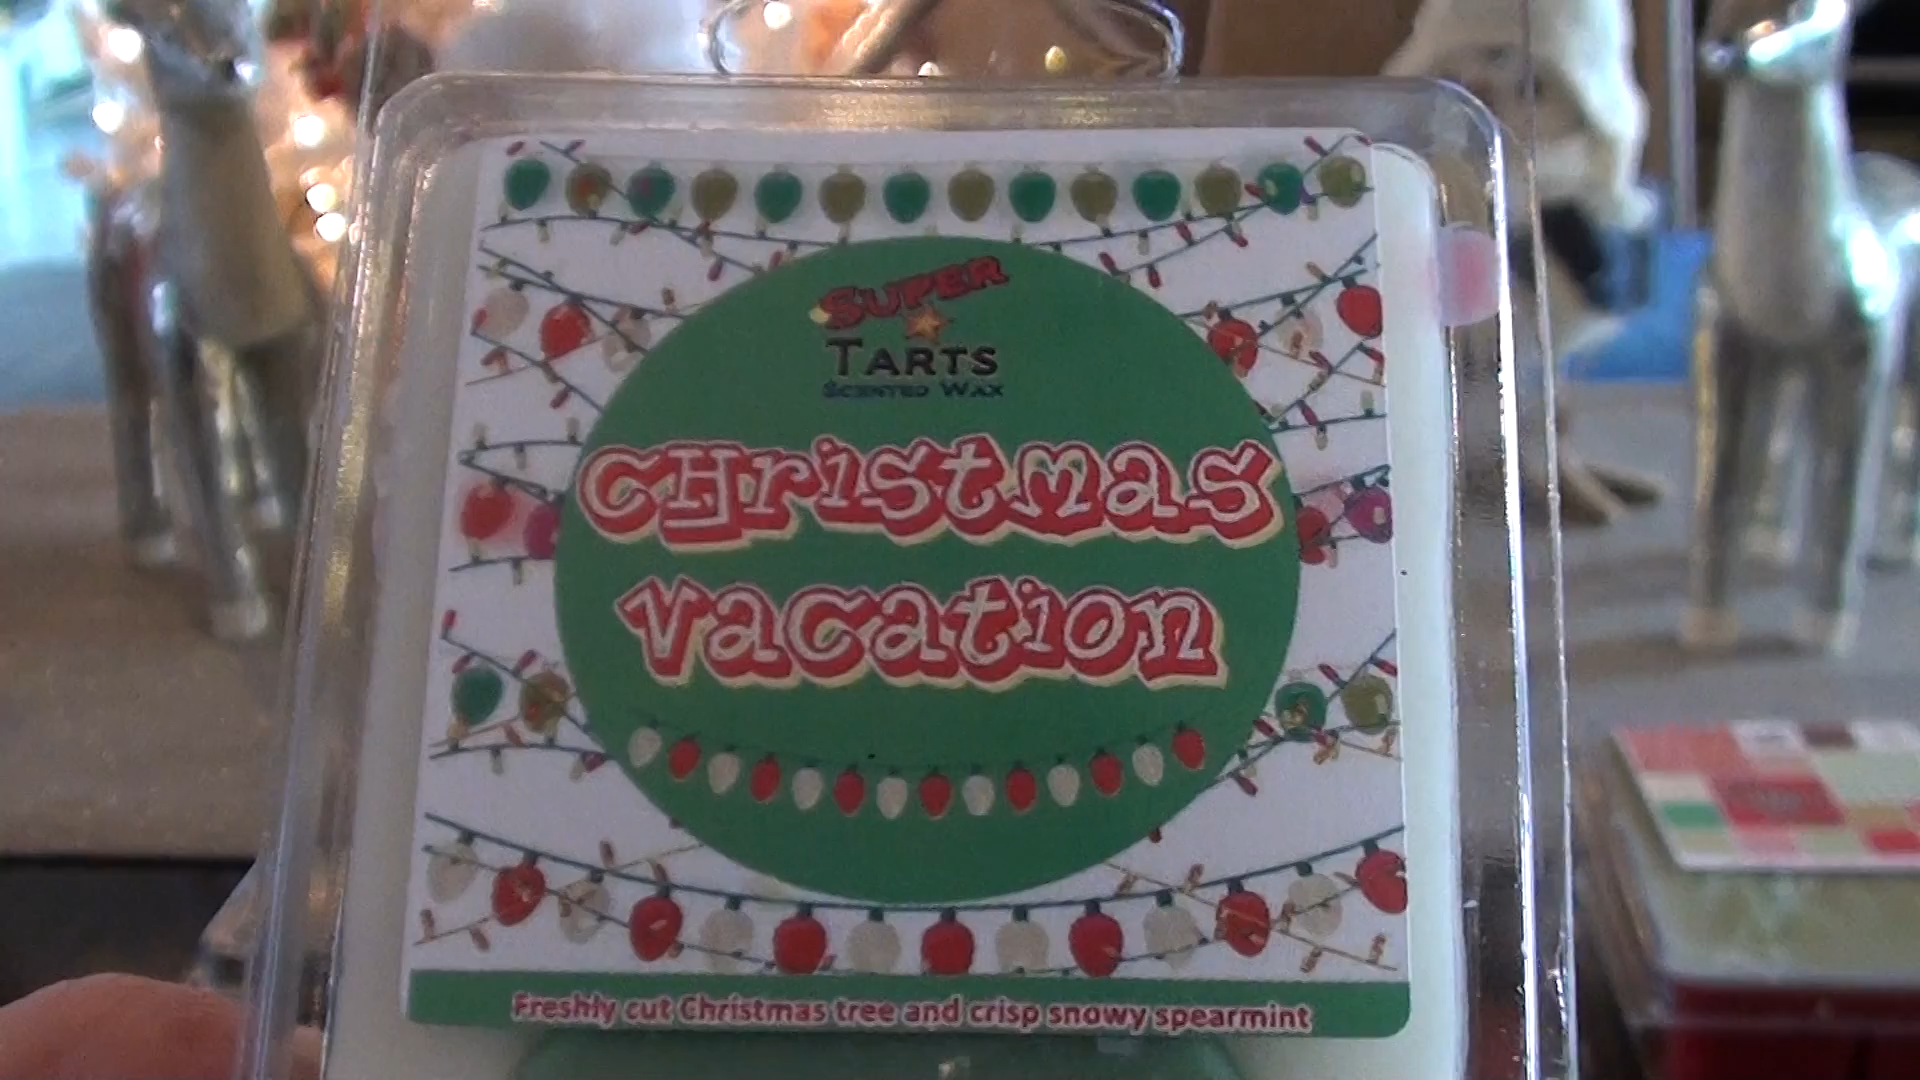 SUPER
TARTS
SCENTED WAX
CHristmas
vacation
Freshly cut Christmas tree and crisp snowy spearmint